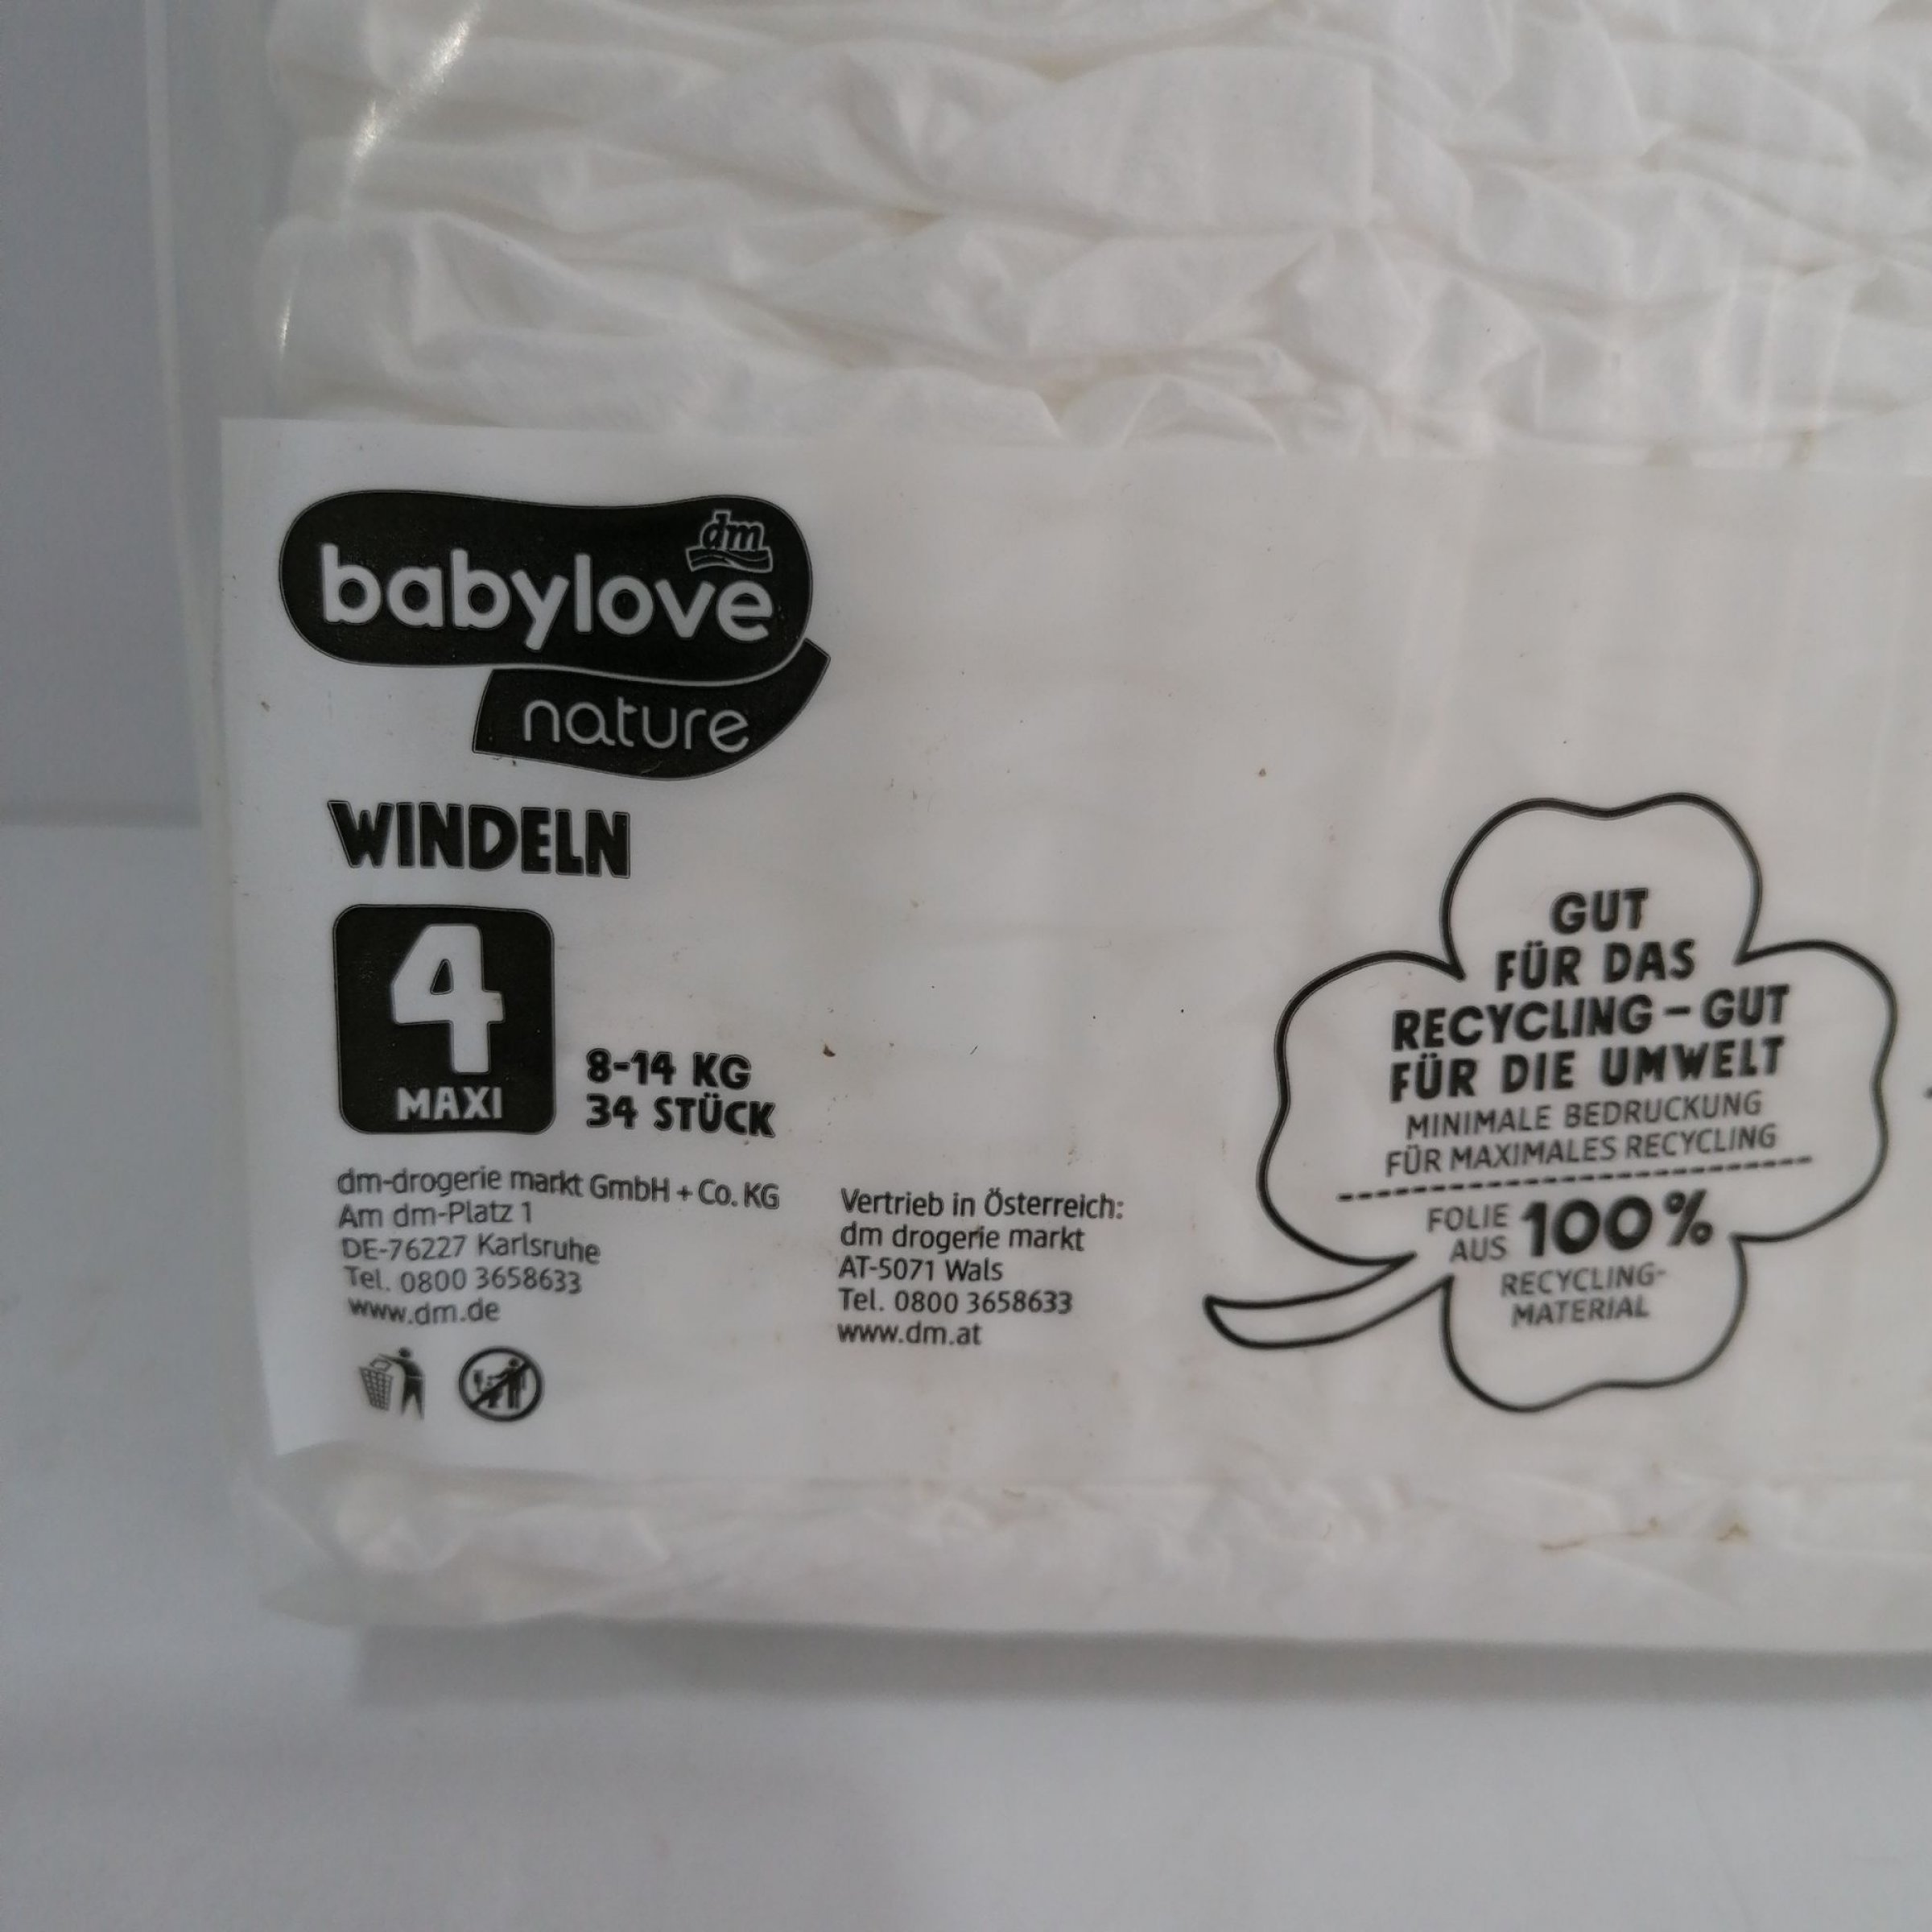 dm
babylove
nature
WINDELN
4
MAXI
8-14 KG
34 STÜCK
dm-drogerie markt GmbH + Co. KG
Am dm-Platz 1
DE-76227 Karlsruhe
Tel. 0800 3658633
www.dm.de
Vertrieb in Österreich:
dm drogerie markt
AT-5071 Wals
Tel. 0800 3658633
www.dm.at
GUT
FÜR DAS
RECYCLING – GUT
FÜR DIE UMWELT
MINIMALE BEDRUCKUNG
FÜR MAXIMALES RECYCLING
FOLIE
AUS 100%
RECYCLING-
MATERIAL